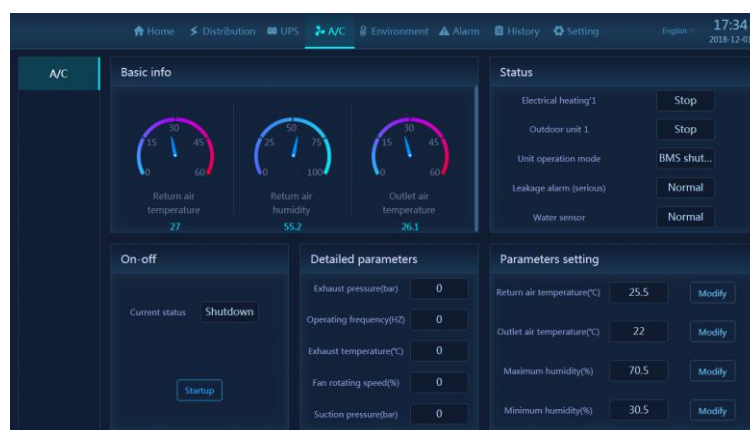 Home Distribution UPS A/C Environment Alarm History Setting English 17:34
2018-12-03
A/C
Basic info
15 30 45
0 60
Return air
temperature
27
25 50 75
0 100
Return air
humidity
55.2
15 30 45
0 60
Outlet air
temperature
26.1
Status
Electrical heating'1 Stop
Outdoor unit 1 Stop
Unit operation mode BMS shut...
Leakage alarm (serious) Normal
Water sensor Normal
On-off
Current status Shutdown
Startup
Detailed parameters
Exhaust pressure(bar) 0
Operating frequency(HZ) 0
Exhaust temperature(℃) 0
Fan rotating speed(%) 0
Suction pressure(bar) 0
Parameters setting
Return air temperature(℃) 25.5 Modify
Outlet air temperature(℃) 22 Modify
Maximum humidity(%) 70.5 Modify
Minimum humidity(%) 30.5 Modify